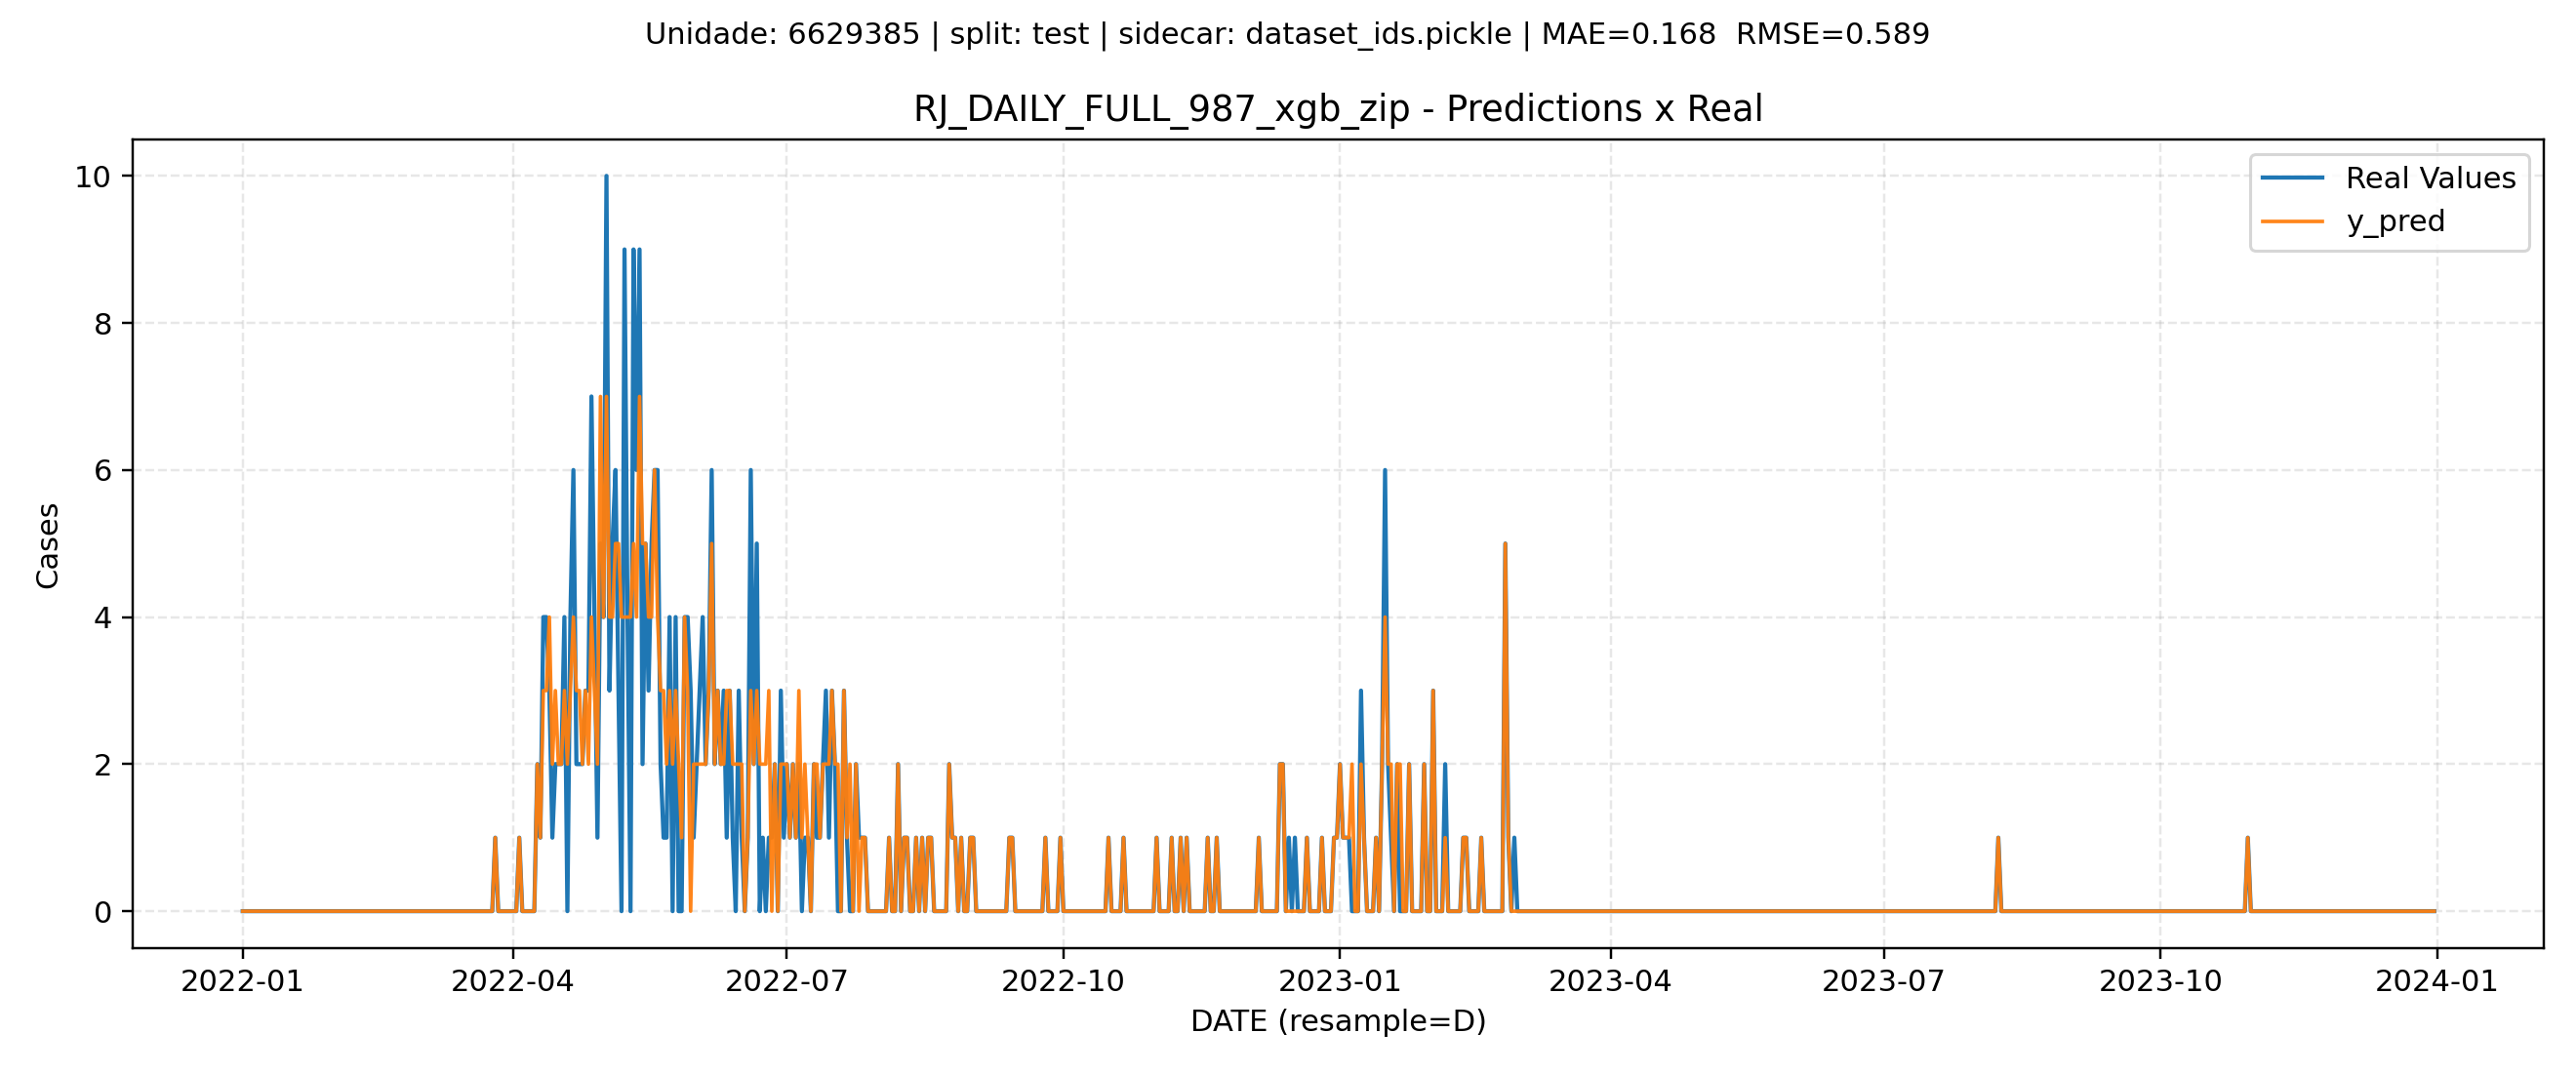 Unidade: 6629385 | split: test | sidecar: dataset_ids.pickle | MAE=0.168  RMSE=0.589
RJ_DAILY_FULL_987_xgb_zip - Predictions x Real
Real Values
y_pred
Cases
10
8
6
4
2
0
2022-01
2022-04
2022-07
2022-10
2023-01
2023-04
2023-07
2023-10
2024-01
DATE (resample=D)